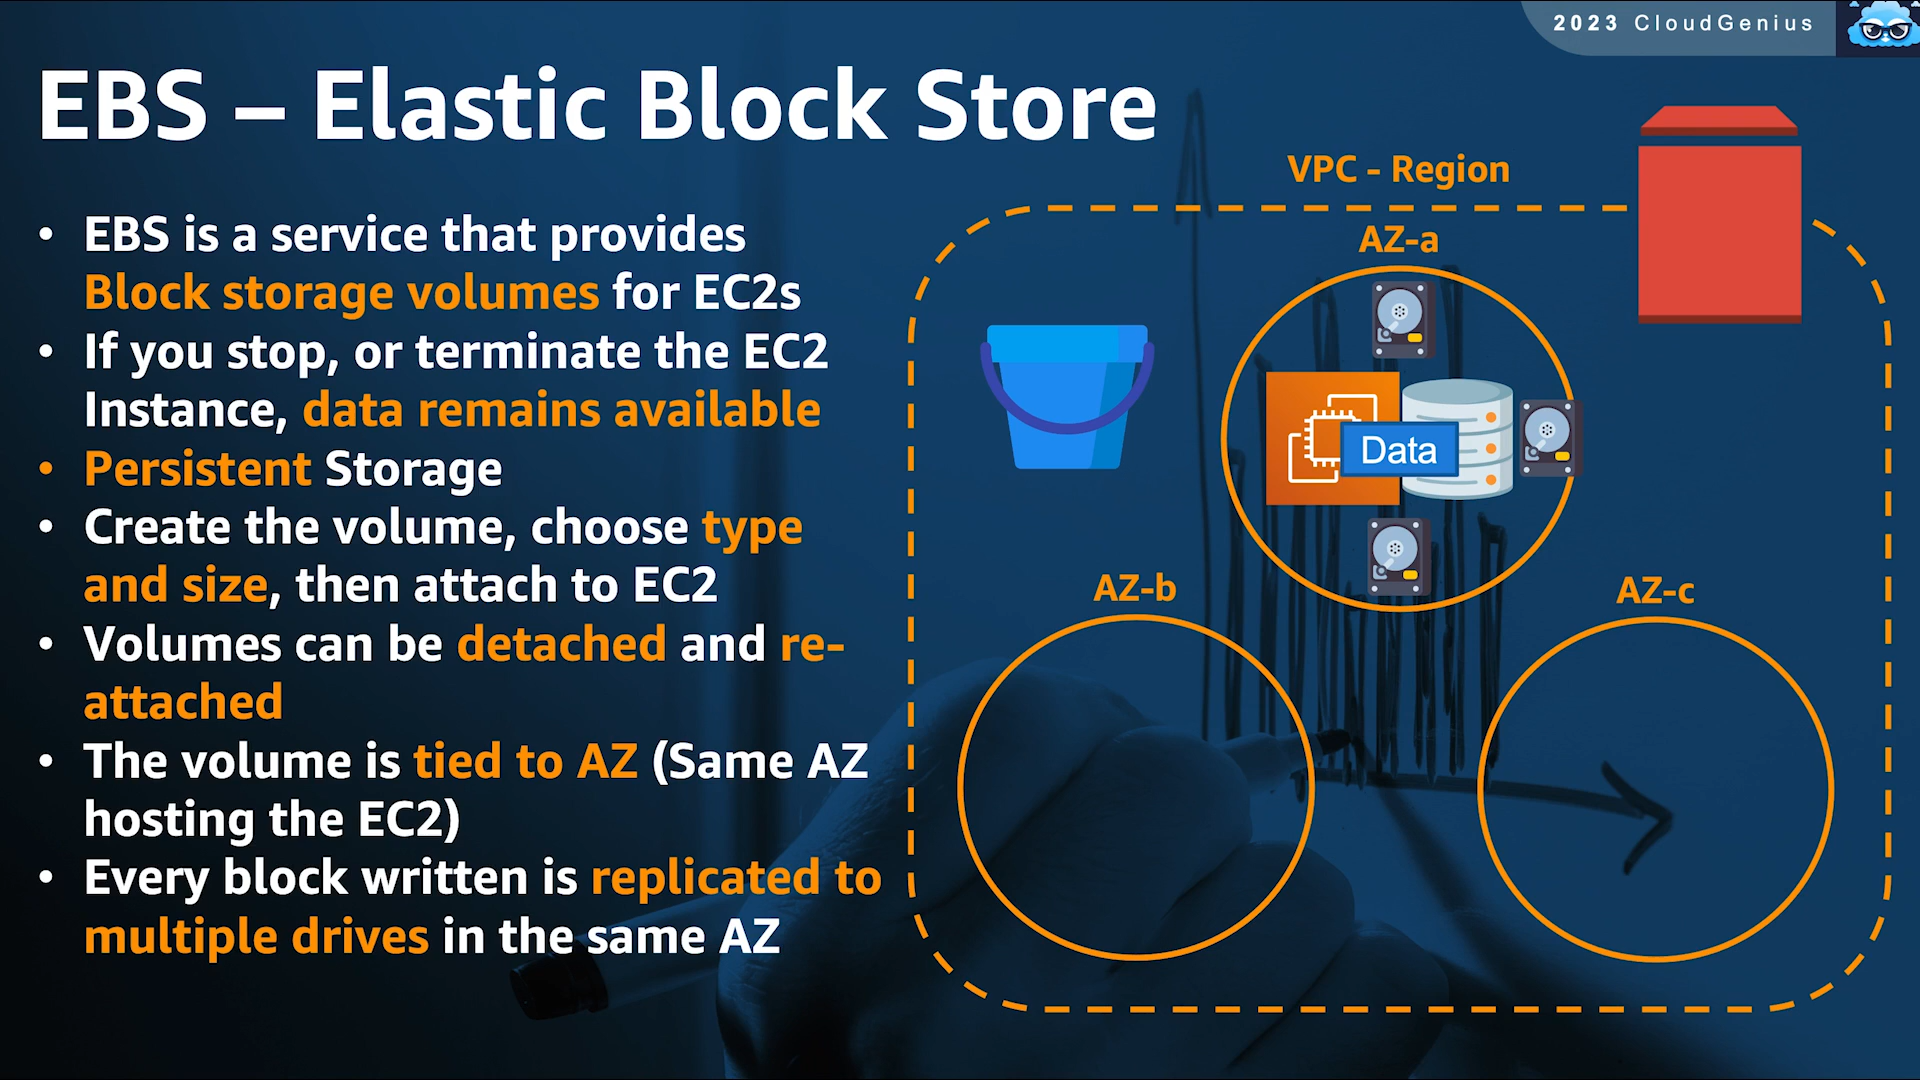 2023 CloudGenius
EBS – Elastic Block Store
• EBS is a service that provides
Block storage volumes for EC2s
• If you stop, or terminate the EC2
Instance, data remains available
• Persistent Storage
• Create the volume, choose type
and size, then attach to EC2
• Volumes can be detached and re-
attached
• The volume is tied to AZ (Same AZ
hosting the EC2)
• Every block written is replicated to
multiple drives in the same AZ
VPC - Region
AZ-a
Data
AZ-b
AZ-c